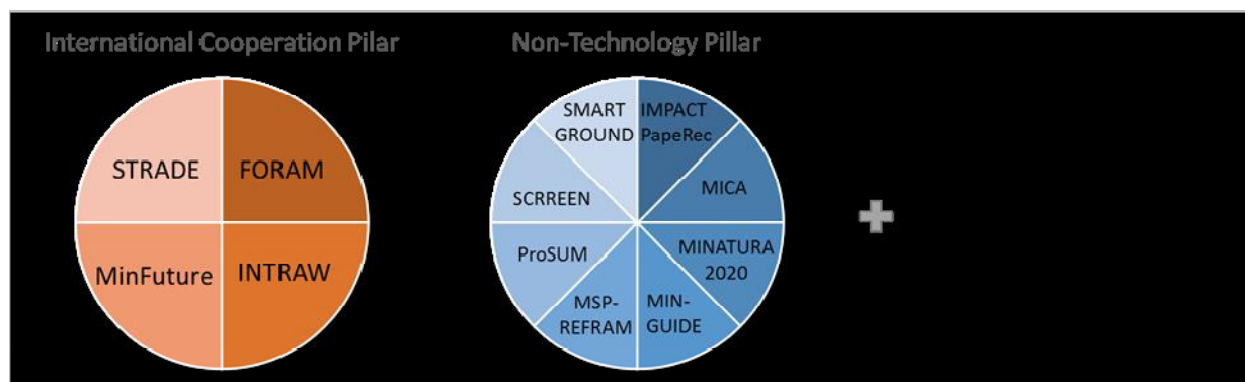 International Cooperation Pilar
Non-Technology Pillar
STRADE
FORAM
MinFuture
INTRAW
SMART
GROUND
IMPACT
PapeRec
SCRREEN
MICA
ProSUM
MINATURA
2020
MSP-
REFRAM
MIN-
GUIDE